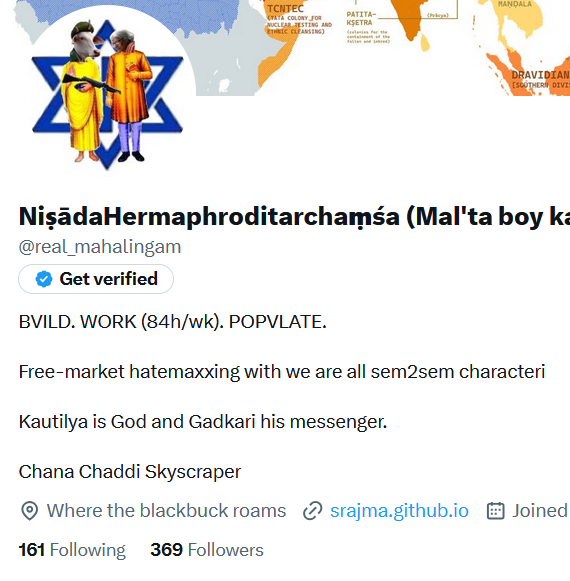 TCNTEC
(TATA COLONY FOR
NUCLEAR TESTING AND
ETHNIC CLEANSING)
PATITA-
KṢETRA
(Colonies for the
containment of the
fallen and inbred)
(Prācya)
MAṆḌALA
DRAVIDIAN
(SOUTHERN DIVI
NiṣādaHermaphroditarchaṃśa (Mal'ta boy ka
@real_mahalingam
Get verified
BVILD. WORK (84h/wk). POPVLATE.
Free-market hatemaxxing with we are all sem2sem characteri
Kautilya is God and Gadkari his messenger.
Chana Chaddi Skyscraper
Where the blackbuck roams srajma.github.io Joined
161 Following 369 Followers